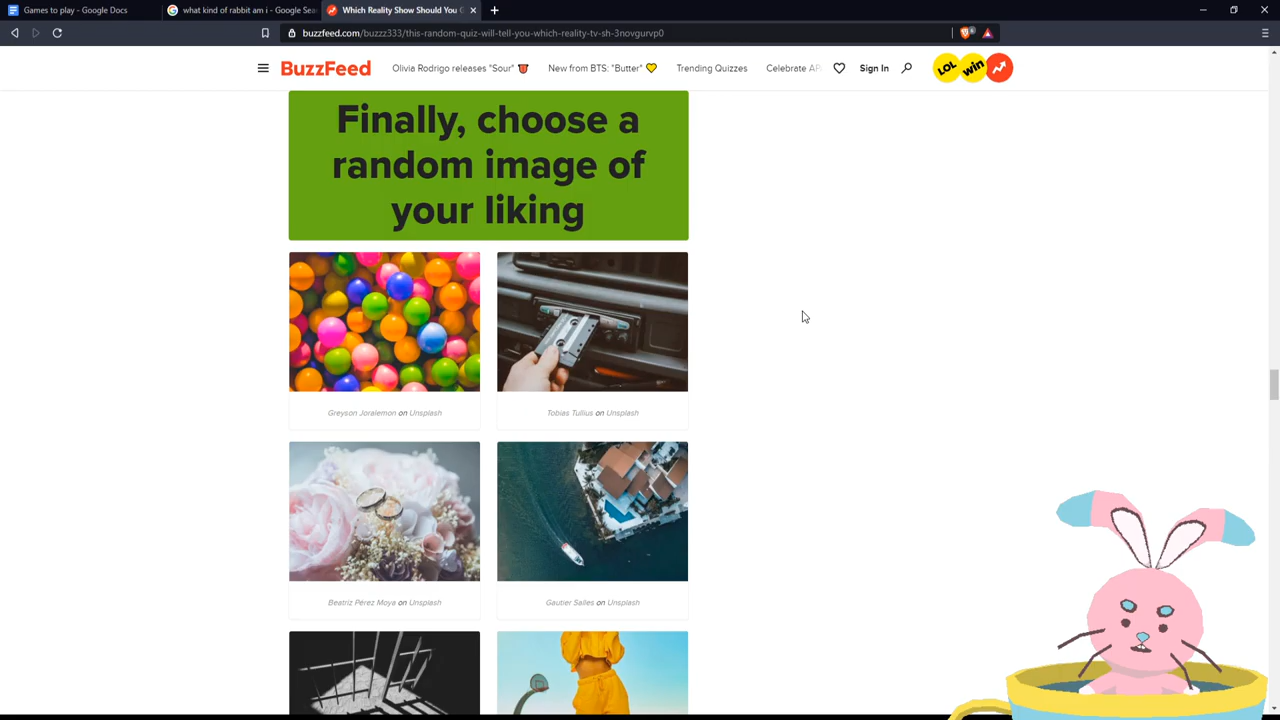 Games to play - Google Docs
what kind of rabbit am i - Google Sea
Which Reality Show Should You G
buzzfeed.com/buzzz333/this-random-quiz-will-tell-you-which-reality-tv-sh-3novgurvp0
BuzzFeed
Olivia Rodrigo releases "Sour"
New from BTS: "Butter"
Trending Quizzes
Celebrate AP
Sign In
LOL
win
Finally, choose a
random image of
your liking
Greyson Joralemon on Unsplash
Tobias Tullius on Unsplash
Beatriz Pérez Moya on Unsplash
Gautier Salles on Unsplash